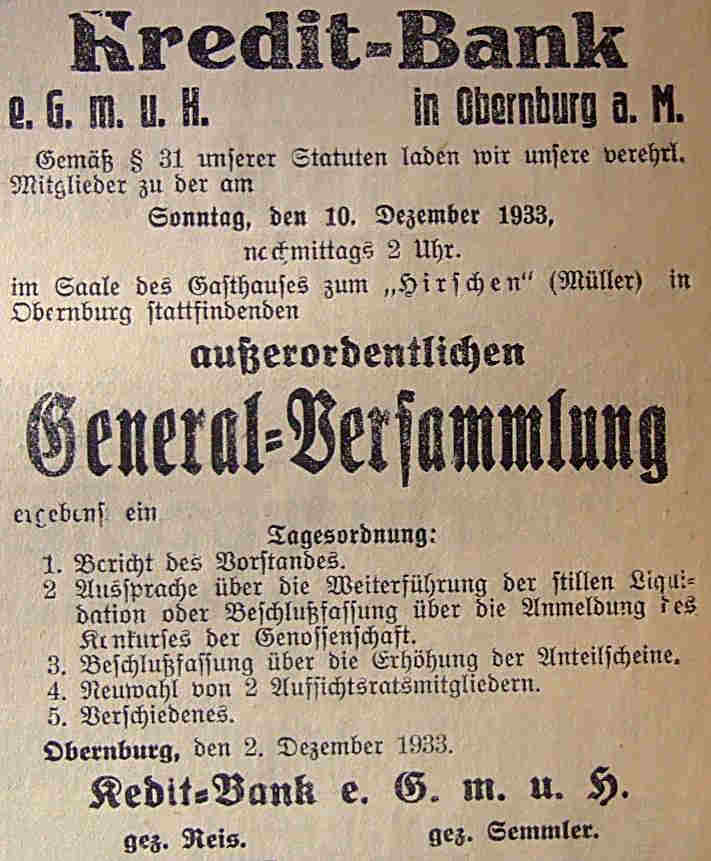 Kredit-Bank
e. G. m. u. H. in Obernburg a. M.
Gemäß § 31 unserer Statuten laden wir unsere verehrl.
Mitglieder zu der am
Sonntag, den 10. Dezember 1933,
nachmittags 2 Uhr.
im Saale des Gasthauses zum „Hirschen“ (Müller) in
Obernburg stattfindenden
außerordentlichen
General-Versammlung
ergebenst ein
Tagesordnung:
1. Bericht des Vorstandes.
2 Aussprache über die Weiterführung der stillen Liqui-
dation oder Beschlußfassung über die Anmeldung des
Konkurses der Genossenschaft.
3. Beschlußfassung über die Erhöhung der Anteilscheine.
4. Neuwahl von 2 Aufsichtsratsmitgliedern.
5. Verschiedenes.
Obernburg, den 2. Dezember 1933.
Kedit-Bank e. G. m. u. H.
gez. Reis. gez. Semmler.